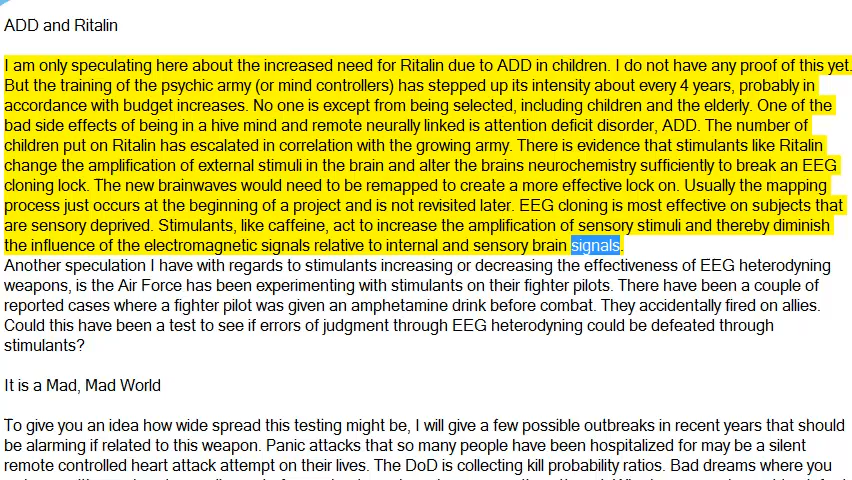 ADD and Ritalin
I am only speculating here about the increased need for Ritalin due to ADD in children. I do not have any proof of this yet.
But the training of the psychic army (or mind controllers) has stepped up its intensity about every 4 years, probably in
accordance with budget increases. No one is except from being selected, including children and the elderly. One of the
bad side effects of being in a hive mind and remote neurally linked is attention deficit disorder, ADD. The number of
children put on Ritalin has escalated in correlation with the growing army. There is evidence that stimulants like Ritalin
change the amplification of external stimuli in the brain and alter the brains neurochemistry sufficiently to break an EEG
cloning lock. The new brainwaves would need to be remapped to create a more effective lock on. Usually the mapping
process just occurs at the beginning of a project and is not revisited later. EEG cloning is most effective on subjects that
are sensory deprived. Stimulants, like caffeine, act to increase the amplification of sensory stimuli and thereby diminish
the influence of the electromagnetic signals relative to internal and sensory brain signals.
Another speculation I have with regards to stimulants increasing or decreasing the effectiveness of EEG heterodyning
weapons, is the Air Force has been experimenting with stimulants on their fighter pilots. There have been a couple of
reported cases where a fighter pilot was given an amphetamine drink before combat. They accidentally fired on allies.
Could this have been a test to see if errors of judgment through EEG heterodyning could be defeated through
stimulants?
It is a Mad, Mad World
To give you an idea how wide spread this testing might be, I will give a few possible outbreaks in recent years that should
be alarming if related to this weapon. Panic attacks that so many people have been hospitalized for may be a silent
remote controlled heart attack attempt on their lives. The DoD is collecting kill probability ratios. Bad dreams where you